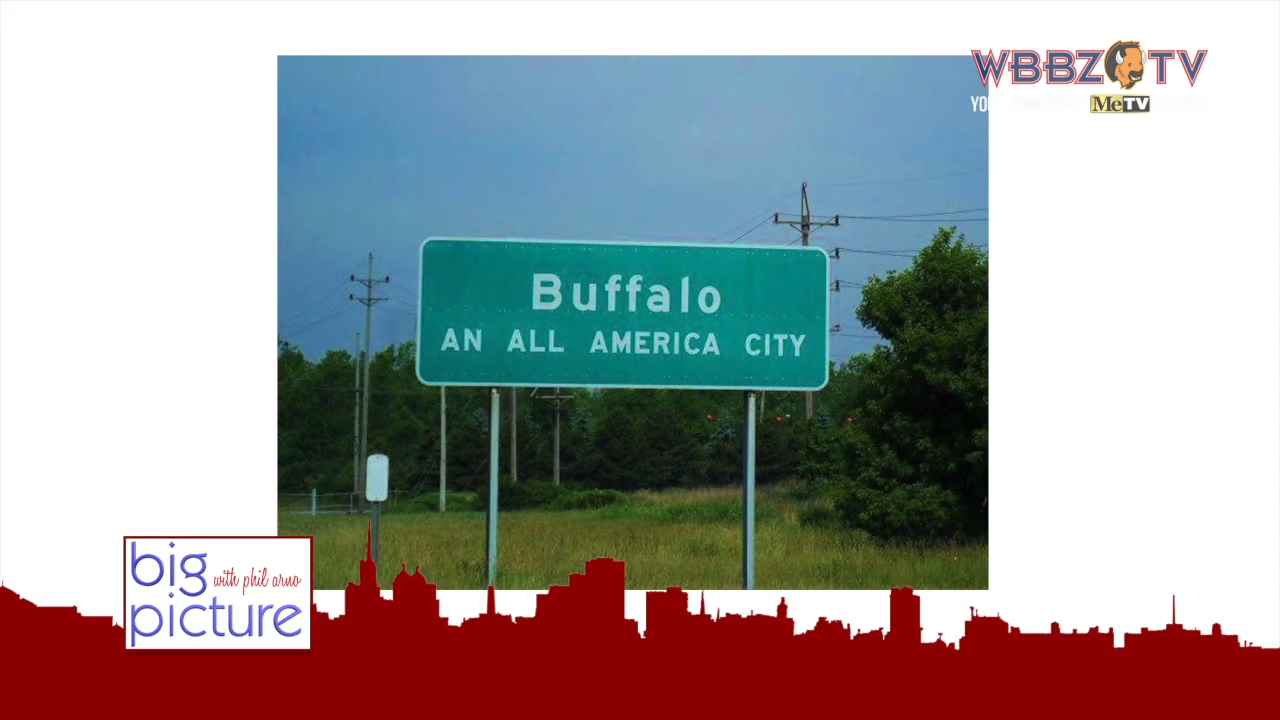 WBBZ TV
MeTV
Buffalo
AN ALL AMERICA CITY
big
with phil arno
picture